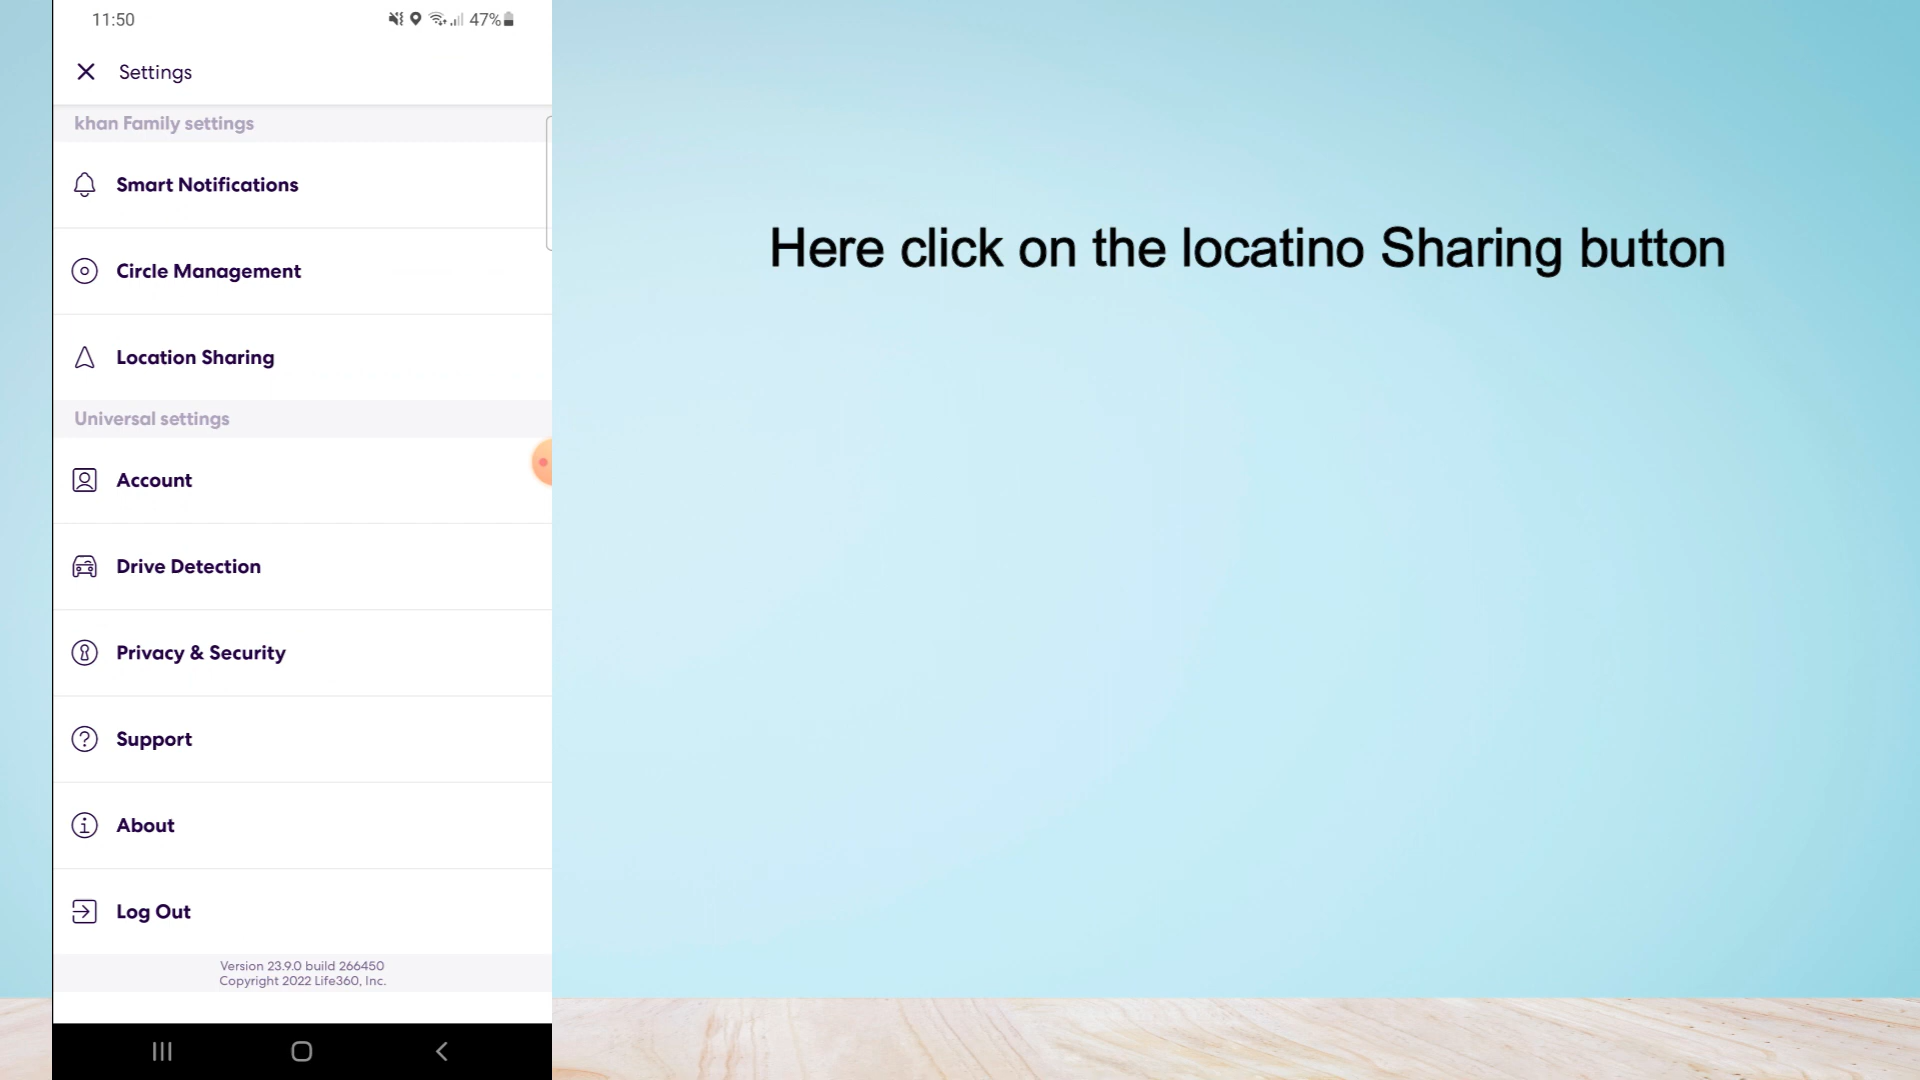 11:50
47%
Settings
khan Family settings
Smart Notifications
Circle Management
Location Sharing
Universal settings
Account
Drive Detection
Privacy & Security
Support
About
Log Out
Version 23.9.0 build 266450
Copyright 2022 Life360, Inc.
Here click on the locatino Sharing button